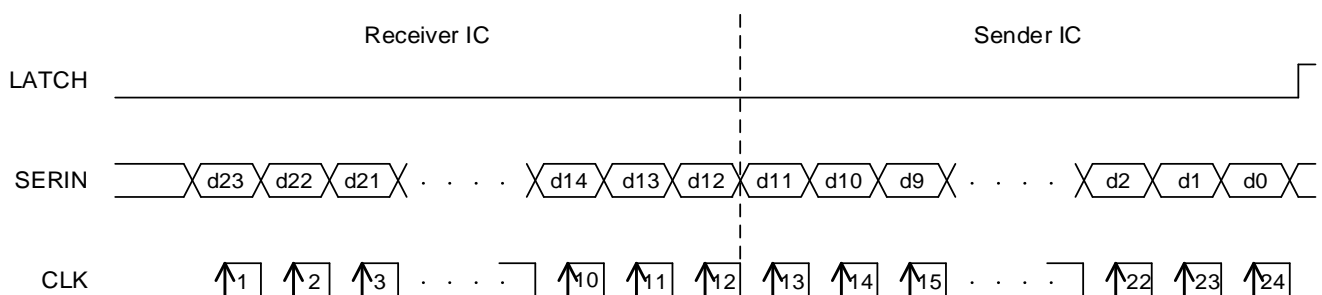 Receiver IC Sender IC
LATCH
SERIN d23 d22 d21 . . . . d14 d13 d12 d11 d10 d9 . . . . d2 d1 d0
CLK 1 2 3 . . . . 10 11 12 13 14 15 . . . . 22 23 24